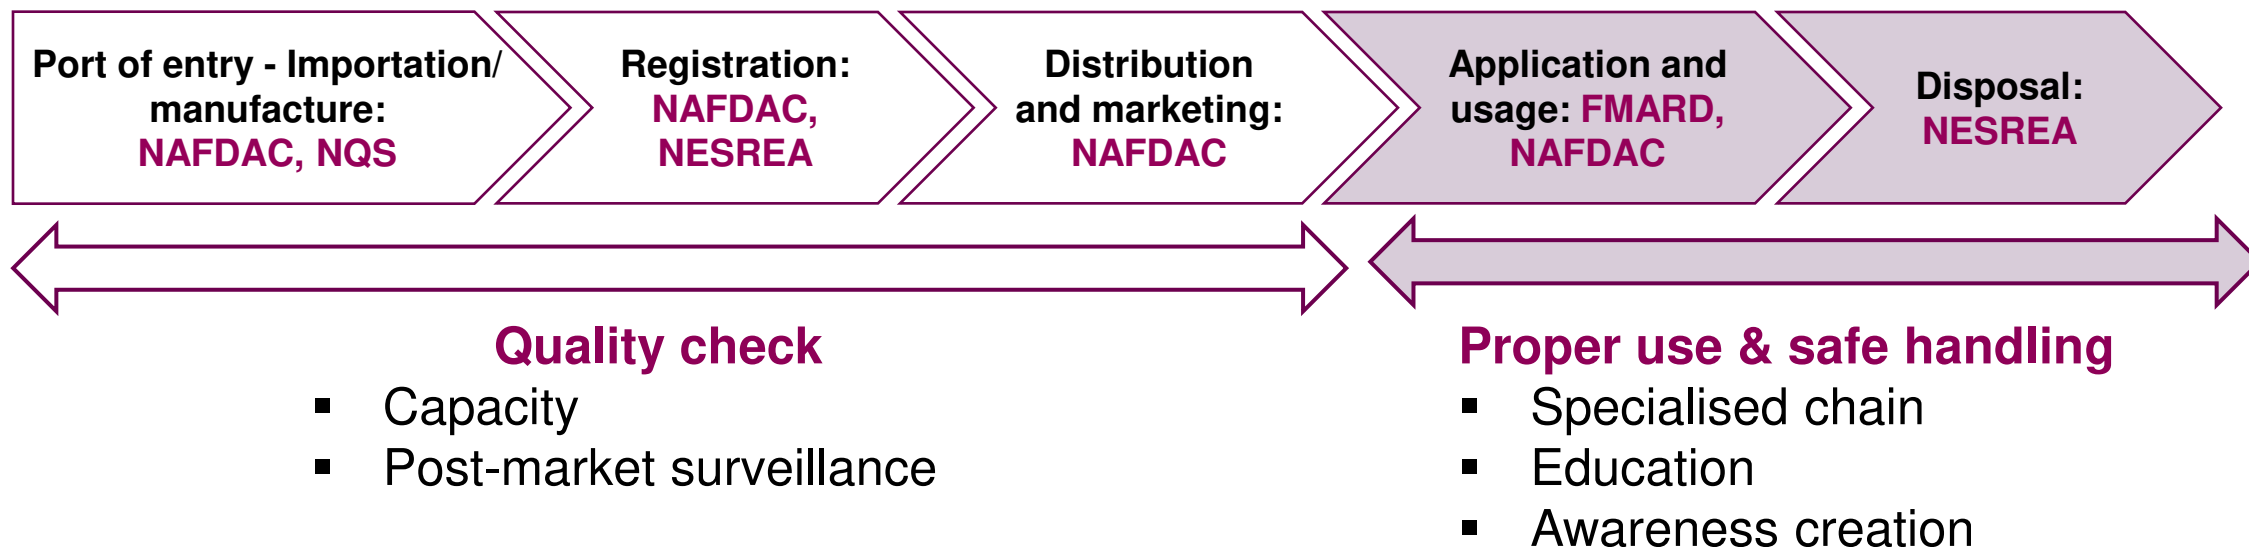 Port of entry - Importation/
manufacture:
NAFDAC, NQS
Registration:
NAFDAC,
NESREA
Distribution
and marketing:
NAFDAC
Application and
usage: FMARD,
NAFDAC
Disposal:
NESREA
Quality check
▪ Capacity
▪ Post-market surveillance
Proper use & safe handling
▪ Specialised chain
▪ Education
▪ Awareness creation